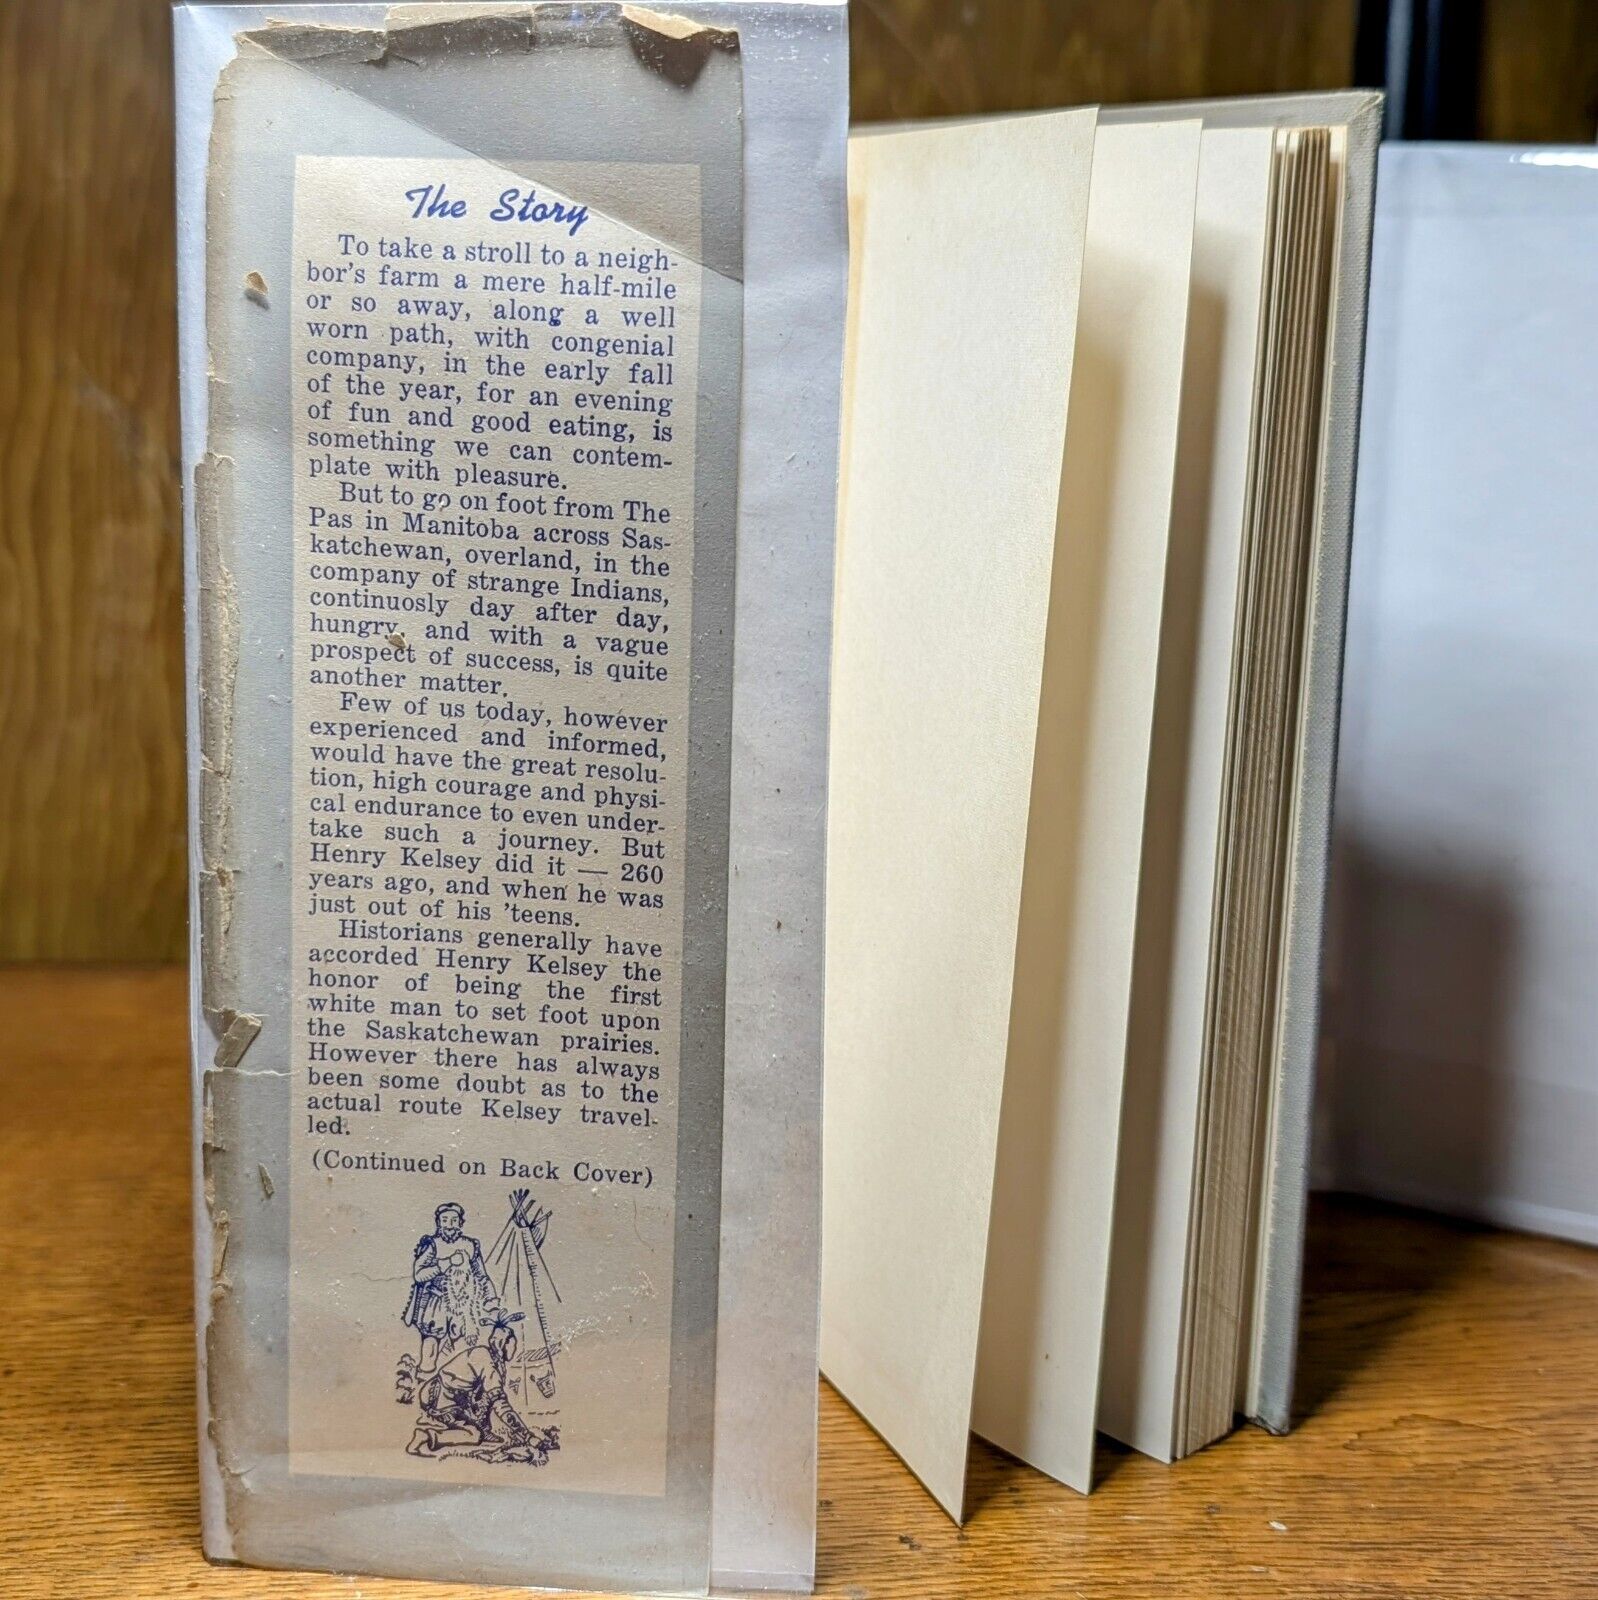 The Story
To take a stroll to a neigh-
bor's farm a mere half-mile
or so away, along a well
worn path, with congenial
company, in the early fall
of the year, for an evening
of fun and good eating, is
something we can contem-
plate with pleasure.
But to go on foot from The
Pas in Manitoba across Sas-
katchewan, overland, in the
company of strange Indians,
continuosly day after day,
hungry, and with a vague
prospect of success, is quite
another matter.
Few of us today, however
experienced and informed,
would have the great resolu-
tion, high courage and physi-
cal endurance to even under-
take such a journey. But
Henry Kelsey did it — 260
years ago, and when he was
just out of his 'teens.
Historians generally have
accorded Henry Kelsey the
honor of being the first
white man to set foot upon
the Saskatchewan prairies.
However there has always
been some doubt as to the
actual route Kelsey travel-
led.
(Continued on Back Cover)